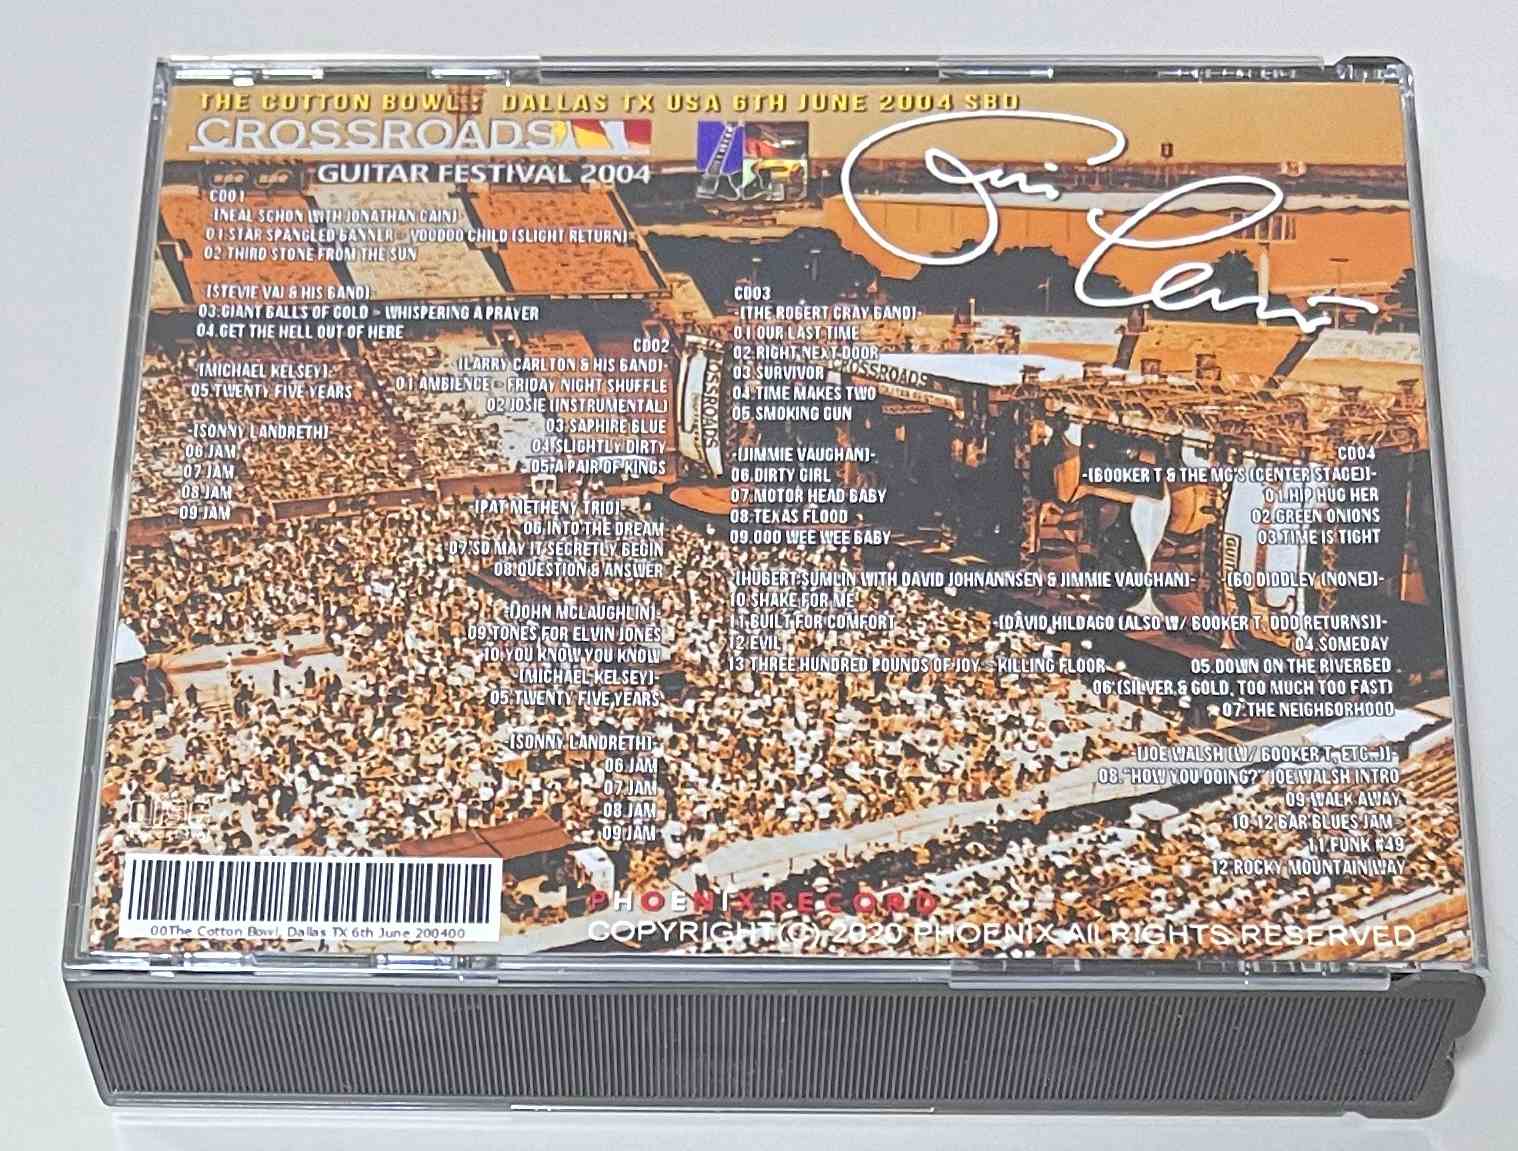 THE COTTON BOWL, DALLAS TX USA 6TH JUNE 2004 SBD
CROSSROADS
GUITAR FESTIVAL 2004
CD01
-[NEAL SCHON WITH JONATHAN CAIN]-
01.STAR SPANGLED BANNER - VOODOO CHILD (SLIGHT RETURN)
02.THIRD STONE FROM THE SUN
[STEVIE VAI & HIS BAND]-
03.GIANT BALLS OF GOLD - WHISPERING A PRAYER
04.GET THE HELL OUT OF HERE
-[MICHAEL KELSEY]-
05.TWENTY FIVE YEARS
-[SONNY LANDRETH]
06.JAM
07.JAM
08.JAM
09.JAM
CD02
-[LARRY CARLTON & HIS BAND]-
01.AMBIENCE - FRIDAY NIGHT SHUFFLE
02.JOSIE (INSTRUMENTAL)
03.SAPHIRE BLUE
04.SLIGHTLY DIRTY
05.A PAIR OF KINGS
[PAT METHENY TRIO]
06.INTO THE DREAM
07.SO MAY IT SECRETLY BEGIN
08.QUESTION & ANSWER
-[JOHN MCLAUGHLIN]-
09.TONES FOR ELVIN JONES
10.YOU KNOW YOU KNOW
-[MICHAEL KELSEY]-
05.TWENTY FIVE YEARS
-[SONNY LANDRETH]-
06.JAM
07.JAM
08.JAM
09.JAM
CD03
-[THE ROBERT CRAY BAND]-
01.OUR LAST TIME
02.RIGHT NEXT DOOR
03.SURVIVOR
04.TIME MAKES TWO
05.SMOKING GUN
-[JIMMIE VAUGHAN]-
06.DIRTY GIRL
07.MOTOR HEAD BABY
08.TEXAS FLOOD
09.OOO WEE WEE BABY
-[HUBERT SUMLIN WITH DAVID JOHNANNSEN & JIMMIE VAUGHAN]-
10.SHAKE FOR ME
11.BUILT FOR COMFORT
12.EVIL
13.THREE HUNDRED POUNDS OF JOY - KILLING FLOOR
CD04
-[BOOKER T & THE MG'S (CENTER STAGE)]-
01.HIP HUG HER
02.GREEN ONIONS
03.TIME IS TIGHT
-[BO DIDDLEY (NONE)]-
-[DAVID HILDAGO (ALSO W/ BOOKER T, DOD RETURNS)]-
04.SOMEDAY
05.DOWN ON THE RIVERBED
06.(SILVER & GOLD, TOO MUCH TOO FAST)
07.THE NEIGHBORHOOD
-[JOE WALSH (W/ BOOKER T, ETC..)]-
08."HOW YOU DOING?" JOE WALSH INTRO
09.WALK AWAY
10.12 BAR BLUES JAM
11.FUNK #49
12.ROCKY MOUNTAIN WAY
CROSSROADS
CROSSROADS
disc
00The Cotton Bowl, Dallas TX 6th June 200400
PHOENIX RECORD
COPYRIGHT(C) 2020 PHOENIX All RIGHTS RESERVED